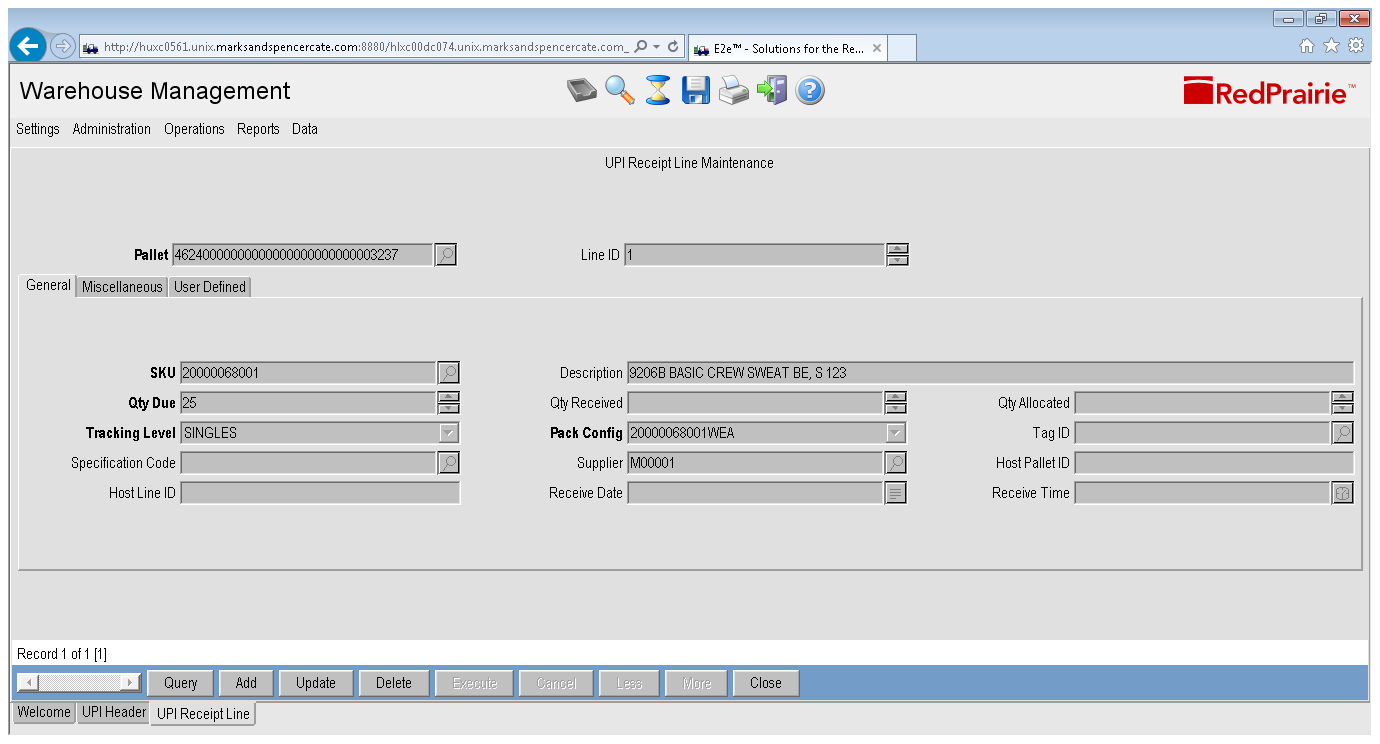 http://huxc0561.unix.marksandspencercate.com:8880/hlxc00dc074.unix.marksandspencercate.com_
E2e™ - Solutions for the Re...
Warehouse Management
RedPrairie™
Settings Administration Operations Reports Data
UPI Receipt Line Maintenance
Line ID 1
General Miscellaneous User Defined
SKU 20000068001 Description 9206B BASIC CREW SWEAT BE, S 123
Qty Due 25 Qty Received Qty Allocated
Tracking Level SINGLES Pack Config 20000068001WEA Tag ID
Specification Code Supplier M00001 Host Pallet ID
Host Line ID Receive Date Receive Time
Record 1 of 1 [1]
Query Add Update Delete Execute Cancel Less More Close
Welcome UPI Header UPI Receipt Line
Pallet